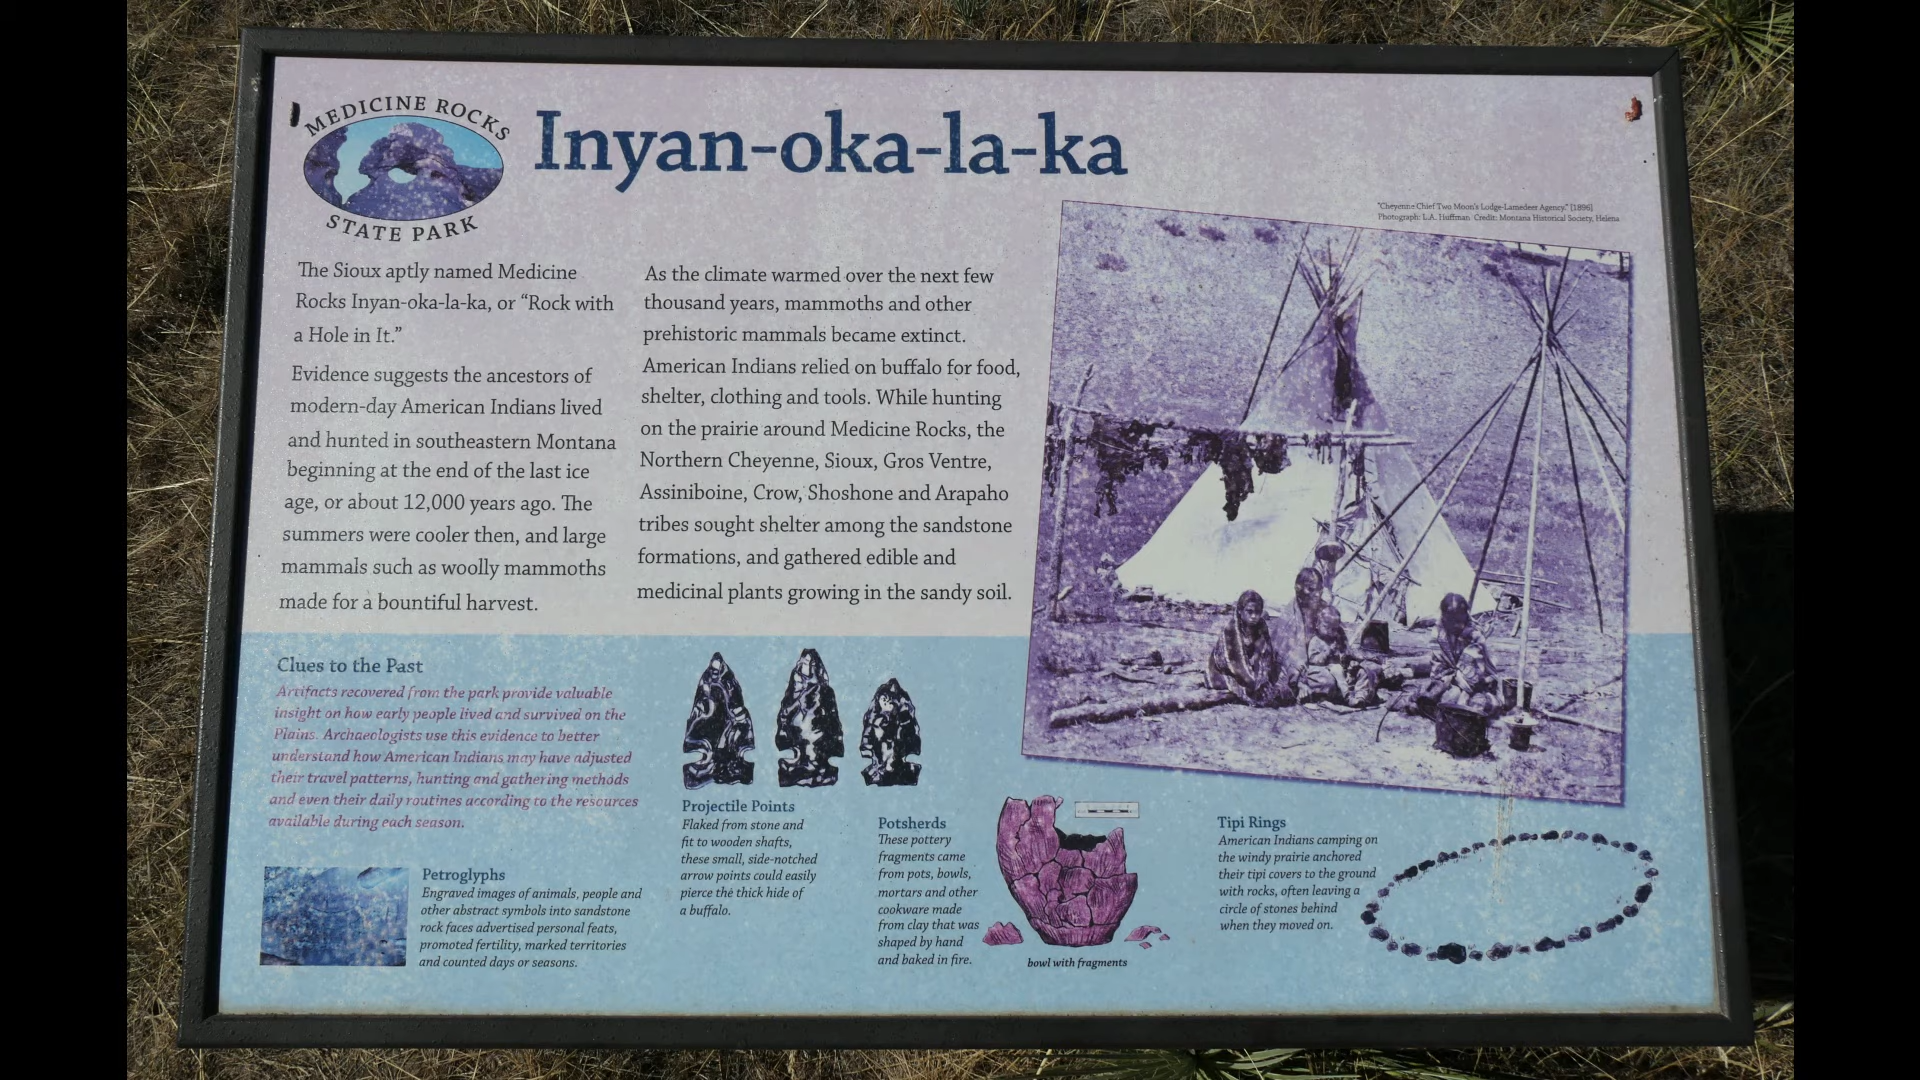 MEDICINE ROCKS
STATE PARK
Inyan-oka-la-ka
"Cheyenne Chief Two Moon's Lodge-Lamedeer Agency." [1896]
Photograph: L.A. Huffman Credit: Montana Historical Society, Helena
The Sioux aptly named Medicine
Rocks Inyan-oka-la-ka, or “Rock with
a Hole in It.”
Evidence suggests the ancestors of
modern-day American Indians lived
and hunted in southeastern Montana
beginning at the end of the last ice
age, or about 12,000 years ago. The
summers were cooler then, and large
mammals such as woolly mammoths
made for a bountiful harvest.
As the climate warmed over the next few
thousand years, mammoths and other
prehistoric mammals became extinct.
American Indians relied on buffalo for food,
shelter, clothing and tools. While hunting
on the prairie around Medicine Rocks, the
Northern Cheyenne, Sioux, Gros Ventre,
Assiniboine, Crow, Shoshone and Arapaho
tribes sought shelter among the sandstone
formations, and gathered edible and
medicinal plants growing in the sandy soil.
Clues to the Past
Artifacts recovered from the park provide valuable
insight on how early people lived and survived on the
Plains. Archaeologists use this evidence to better
understand how American Indians may have adjusted
their travel patterns, hunting and gathering methods
and even their daily routines according to the resources
available during each season.
Petroglyphs
Engraved images of animals, people and
other abstract symbols into sandstone
rock faces advertised personal feats,
promoted fertility, marked territories
and counted days or seasons.
Projectile Points
Flaked from stone and
fit to wooden shafts,
these small, side-notched
arrow points could easily
pierce the thick hide of
a buffalo.
Potsherds
These pottery
fragments came
from pots, bowls,
mortars and other
cookware made
from clay that was
shaped by hand
and baked in fire.
bowl with fragments
Tipi Rings
American Indians camping on
the windy prairie anchored
their tipi covers to the ground
with rocks, often leaving a
circle of stones behind
when they moved on.